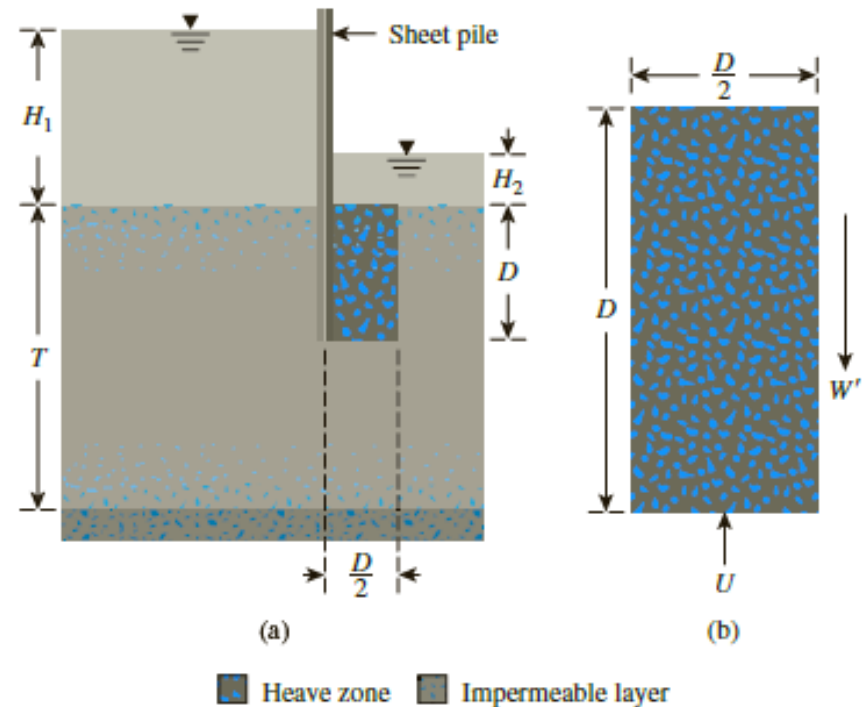 Sheet pile
H₁
H₂
D
T
D/2
(a)
D/2
D
W′
U
(b)
Heave zone
Impermeable layer